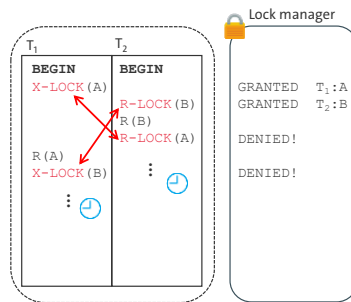 Lock manager
T1 T2
BEGIN BEGIN
X-LOCK(A) GRANTED T1:A
R-LOCK(B) GRANTED T2:B
R(B)
R-LOCK(A) DENIED!
R(A)
X-LOCK(B) DENIED!
⋮ ⋮